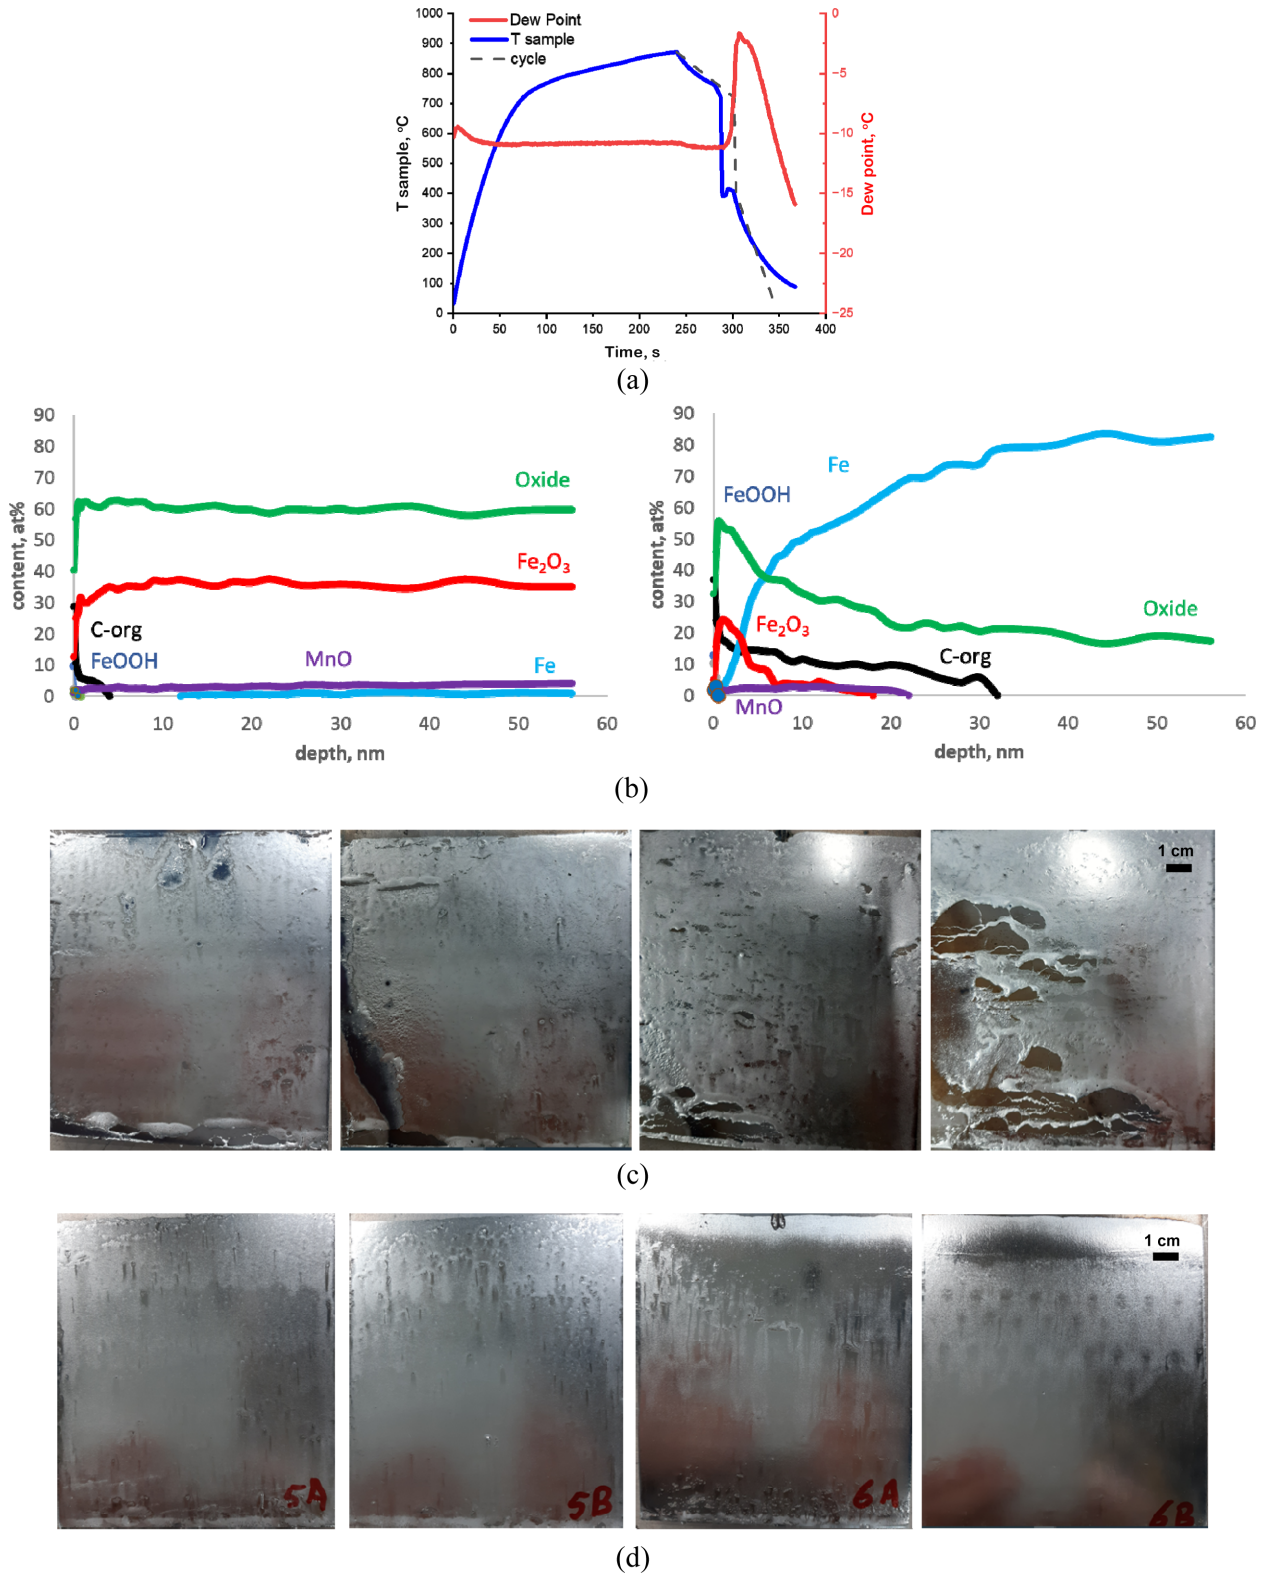 Dew Point
T sample
cycle
1000
900
800
700
600
500
400
300
200
100
0
T sample, °C
0
−5
−10
−15
−20
−25
Dew point, °C
0 50 100 150 200 250 300 350 400
Time, s
(a)
90
80
70
60
50
40
30
20
10
0
content, at%
Oxide
Fe₂O₃
C-org
FeOOH
MnO
Fe
0 10 20 30 40 50 60
depth, nm
90
80
70
60
50
40
30
20
10
0
content, at%
Fe
FeOOH
Oxide
Fe₂O₃
C-org
MnO
0 10 20 30 40 50 60
depth, nm
(b)
1 cm
(c)
1 cm
5A
5B
6A
6B
(d)